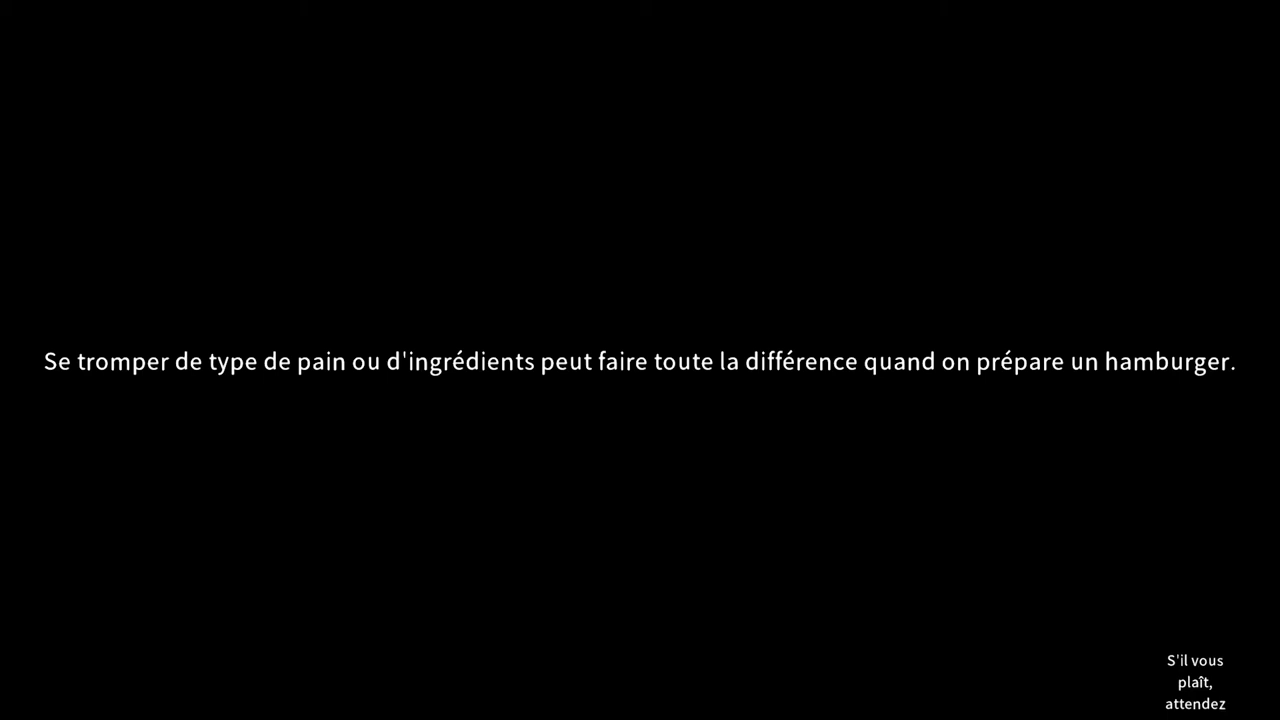 Se tromper de type de pain ou d'ingrédients peut faire toute la différence quand on prépare un hamburger.
S'il vous
plaît,
attendez